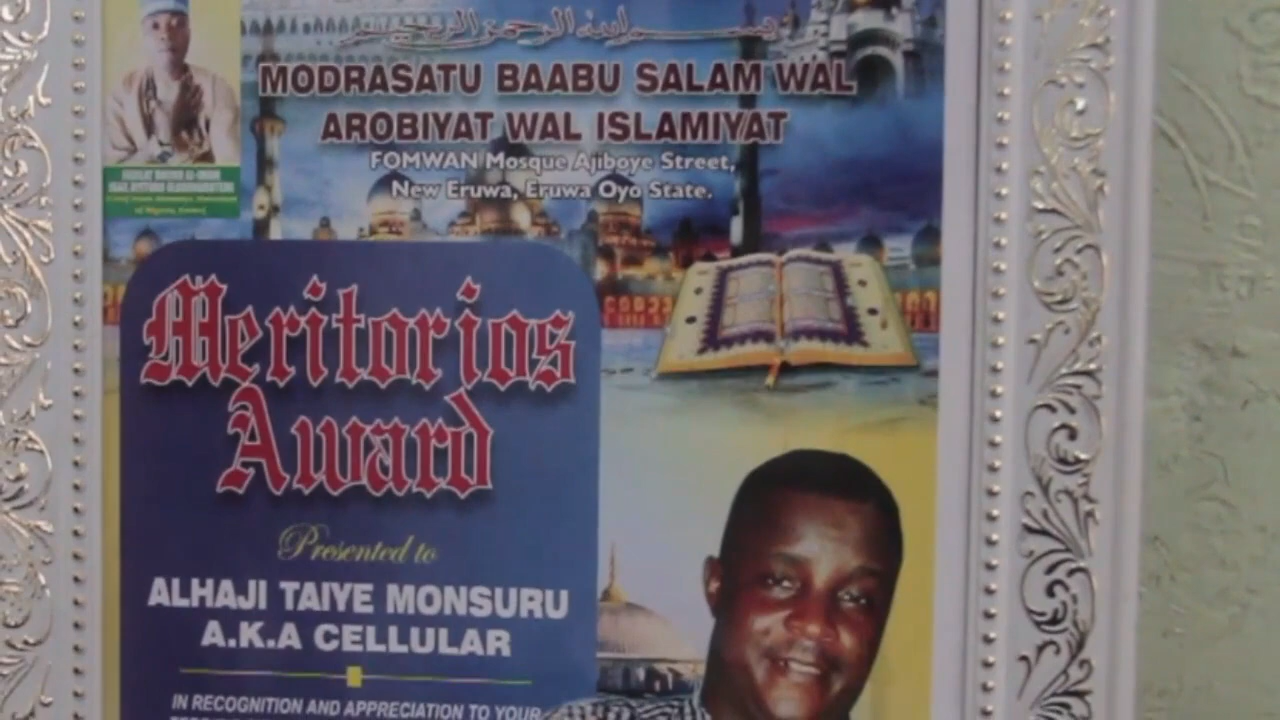 بسم الله الرحمن الرحيم
MODRASATU BAABU SALAM WAL
AROBIYAT WAL ISLAMIYAT
FOMWAN Mosque Ajiboye Street,
New Eruwa, Eruwa Oyo State.
Meritorios
Award
Presented to
ALHAJI TAIYE MONSURU
A.K.A CELLULAR
IN RECOGNITION AND APPRECIATION TO YOUR